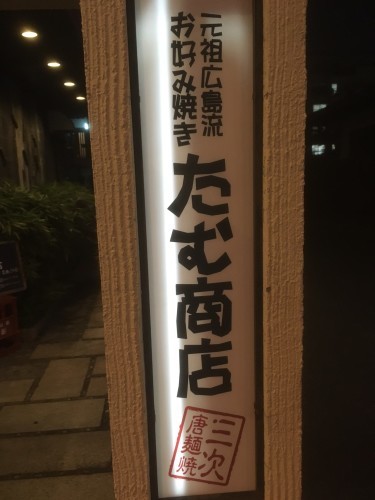 元祖広島流
お好み焼き
たむ商店
三次
唐麺焼